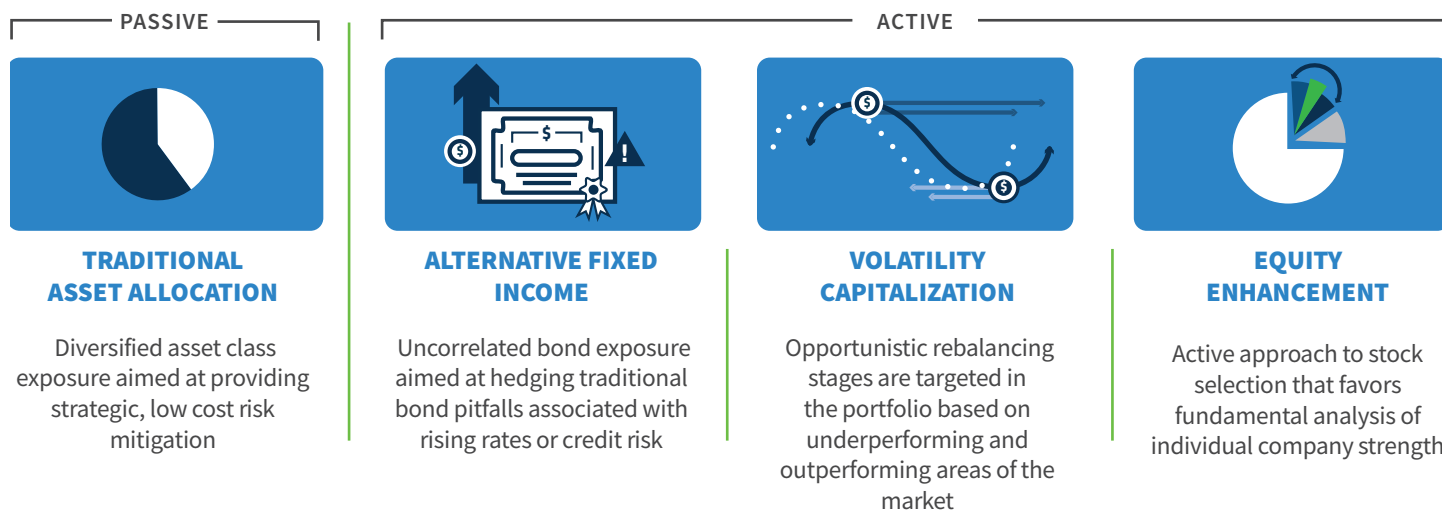 PASSIVE
ACTIVE
$
$
!
$
$
TRADITIONAL
ASSET ALLOCATION
Diversified asset class
exposure aimed at providing
strategic, low cost risk
mitigation
ALTERNATIVE FIXED
INCOME
Uncorrelated bond exposure
aimed at hedging traditional
bond pitfalls associated with
rising rates or credit risk
VOLATILITY
CAPITALIZATION
Opportunistic rebalancing
stages are targeted in
the portfolio based on
underperforming and
outperforming areas of the
market
EQUITY
ENHANCEMENT
Active approach to stock
selection that favors
fundamental analysis of
individual company strength